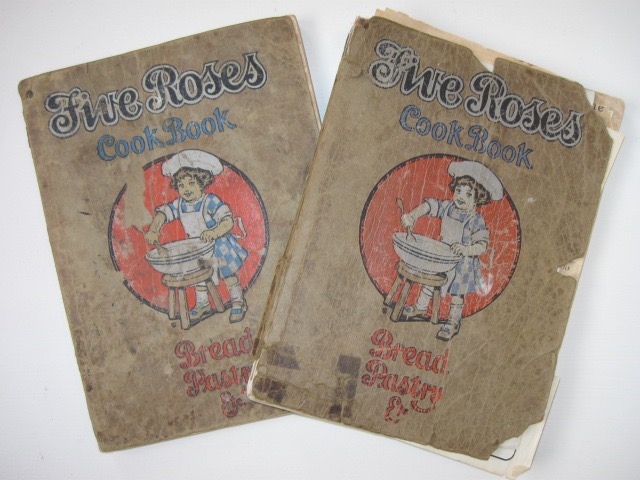 Five Roses
Cook Book
Bread
Pastry
&c
Five Roses
Cook Book
Bread
Pastry
&c